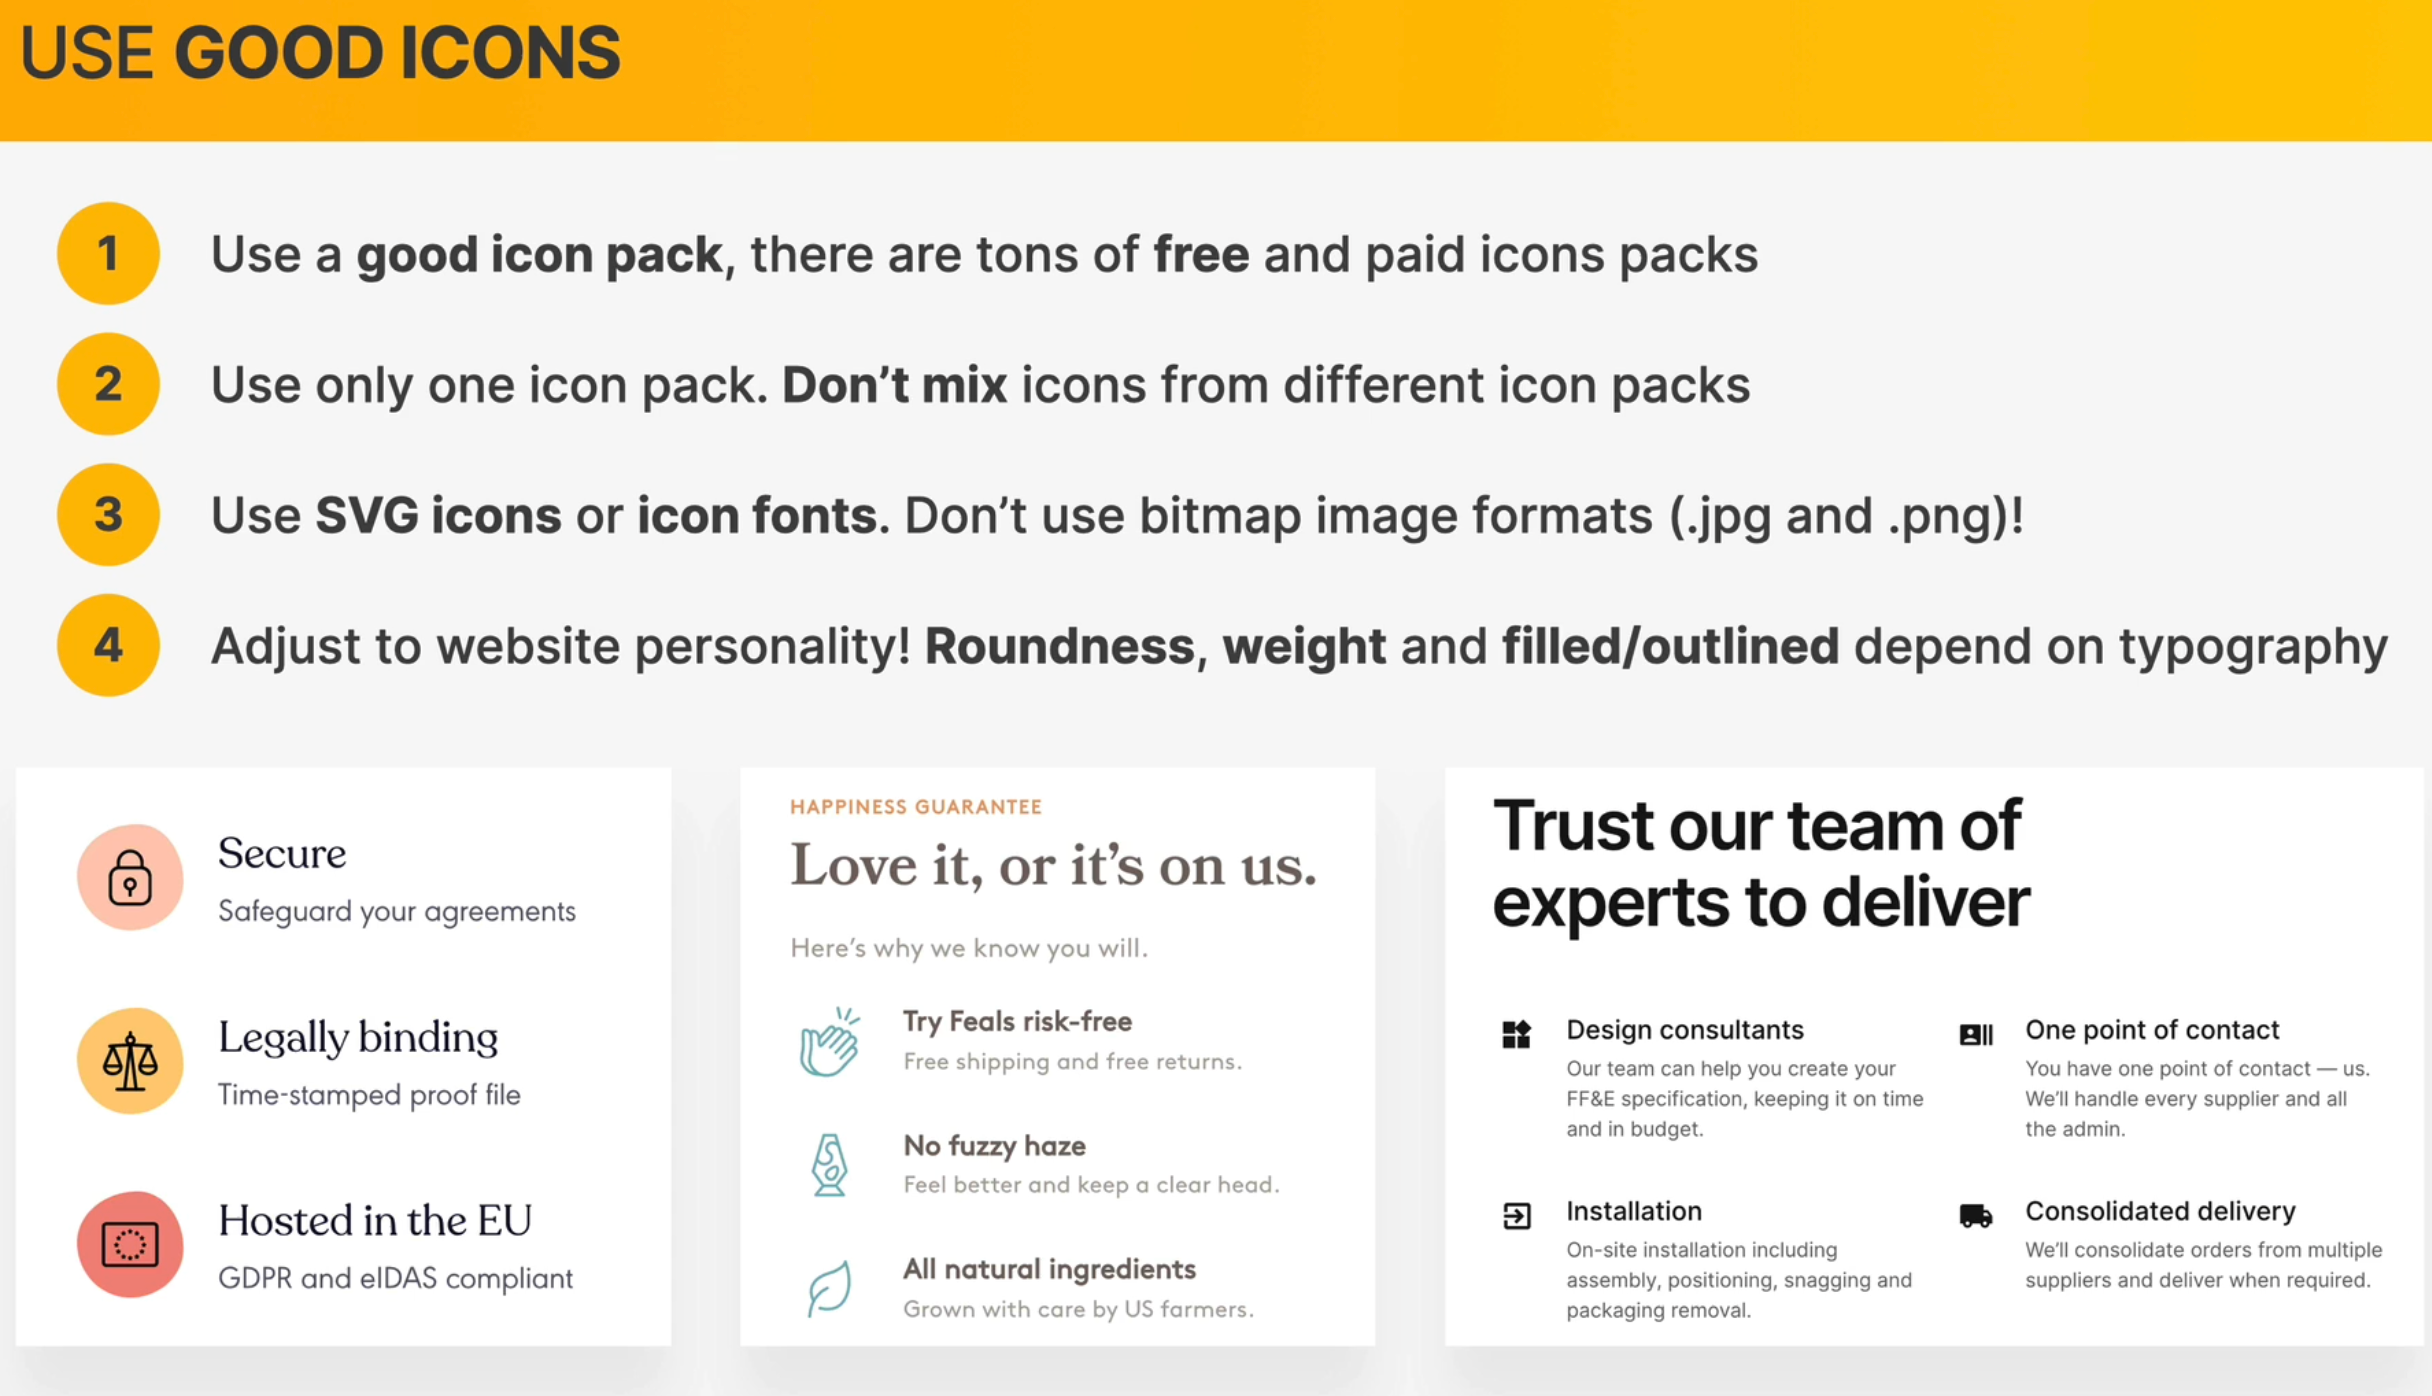 USE GOOD ICONS
1
Use a good icon pack, there are tons of free and paid icons packs
2
Use only one icon pack. Don’t mix icons from different icon packs
3
Use SVG icons or icon fonts. Don’t use bitmap image formats (.jpg and .png)!
4
Adjust to website personality! Roundness, weight and filled/outlined depend on typography
Secure
Safeguard your agreements
Legally binding
Time-stamped proof file
Hosted in the EU
GDPR and eIDAS compliant
HAPPINESS GUARANTEE
Love it, or it’s on us.
Here’s why we know you will.
Try Feals risk-free
Free shipping and free returns.
No fuzzy haze
Feel better and keep a clear head.
All natural ingredients
Grown with care by US farmers.
Trust our team of
experts to deliver
Design consultants
Our team can help you create your
FF&E specification, keeping it on time
and in budget.
One point of contact
You have one point of contact — us.
We’ll handle every supplier and all
the admin.
Installation
On-site installation including
assembly, positioning, snagging and
packaging removal.
Consolidated delivery
We’ll consolidate orders from multiple
suppliers and deliver when required.